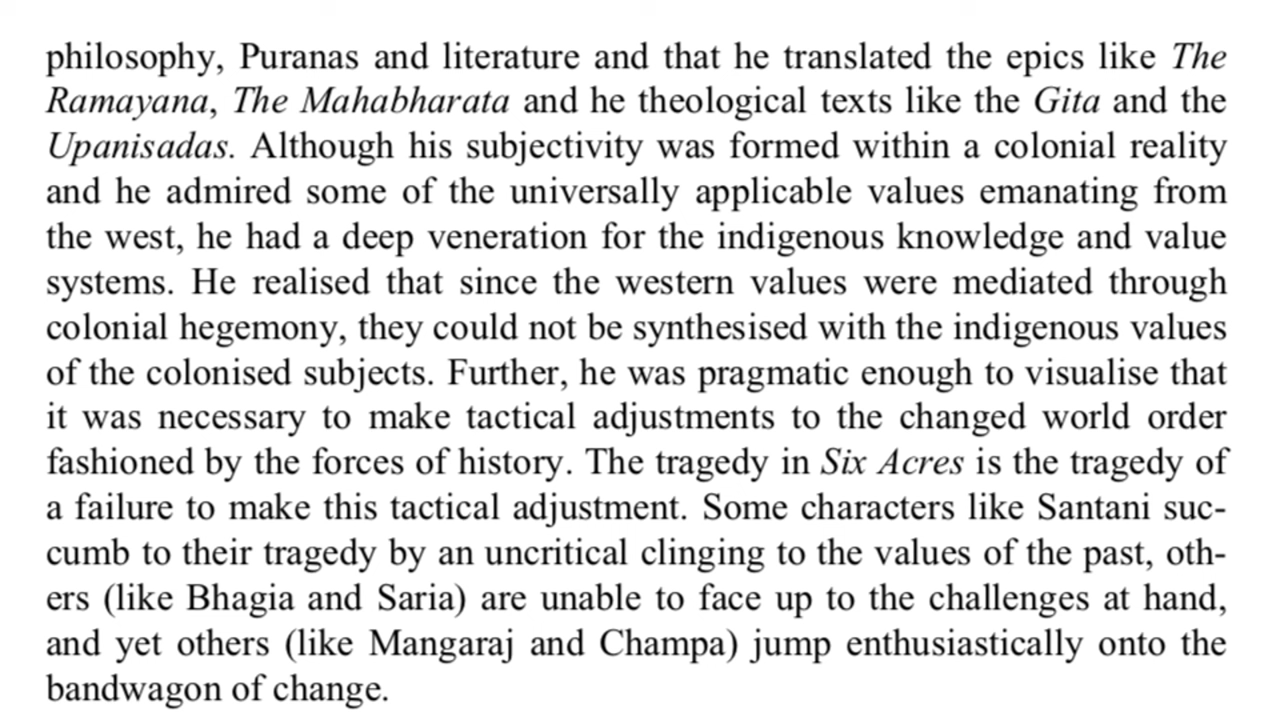 philosophy, Puranas and literature and that he translated the epics like The
Ramayana, The Mahabharata and he theological texts like the Gita and the
Upanisadas. Although his subjectivity was formed within a colonial reality
and he admired some of the universally applicable values emanating from
the west, he had a deep veneration for the indigenous knowledge and value
systems. He realised that since the western values were mediated through
colonial hegemony, they could not be synthesised with the indigenous values
of the colonised subjects. Further, he was pragmatic enough to visualise that
it was necessary to make tactical adjustments to the changed world order
fashioned by the forces of history. The tragedy in Six Acres is the tragedy of
a failure to make this tactical adjustment. Some characters like Santani suc-
cumb to their tragedy by an uncritical clinging to the values of the past, oth-
ers (like Bhagia and Saria) are unable to face up to the challenges at hand,
and yet others (like Mangaraj and Champa) jump enthusiastically onto the
bandwagon of change.